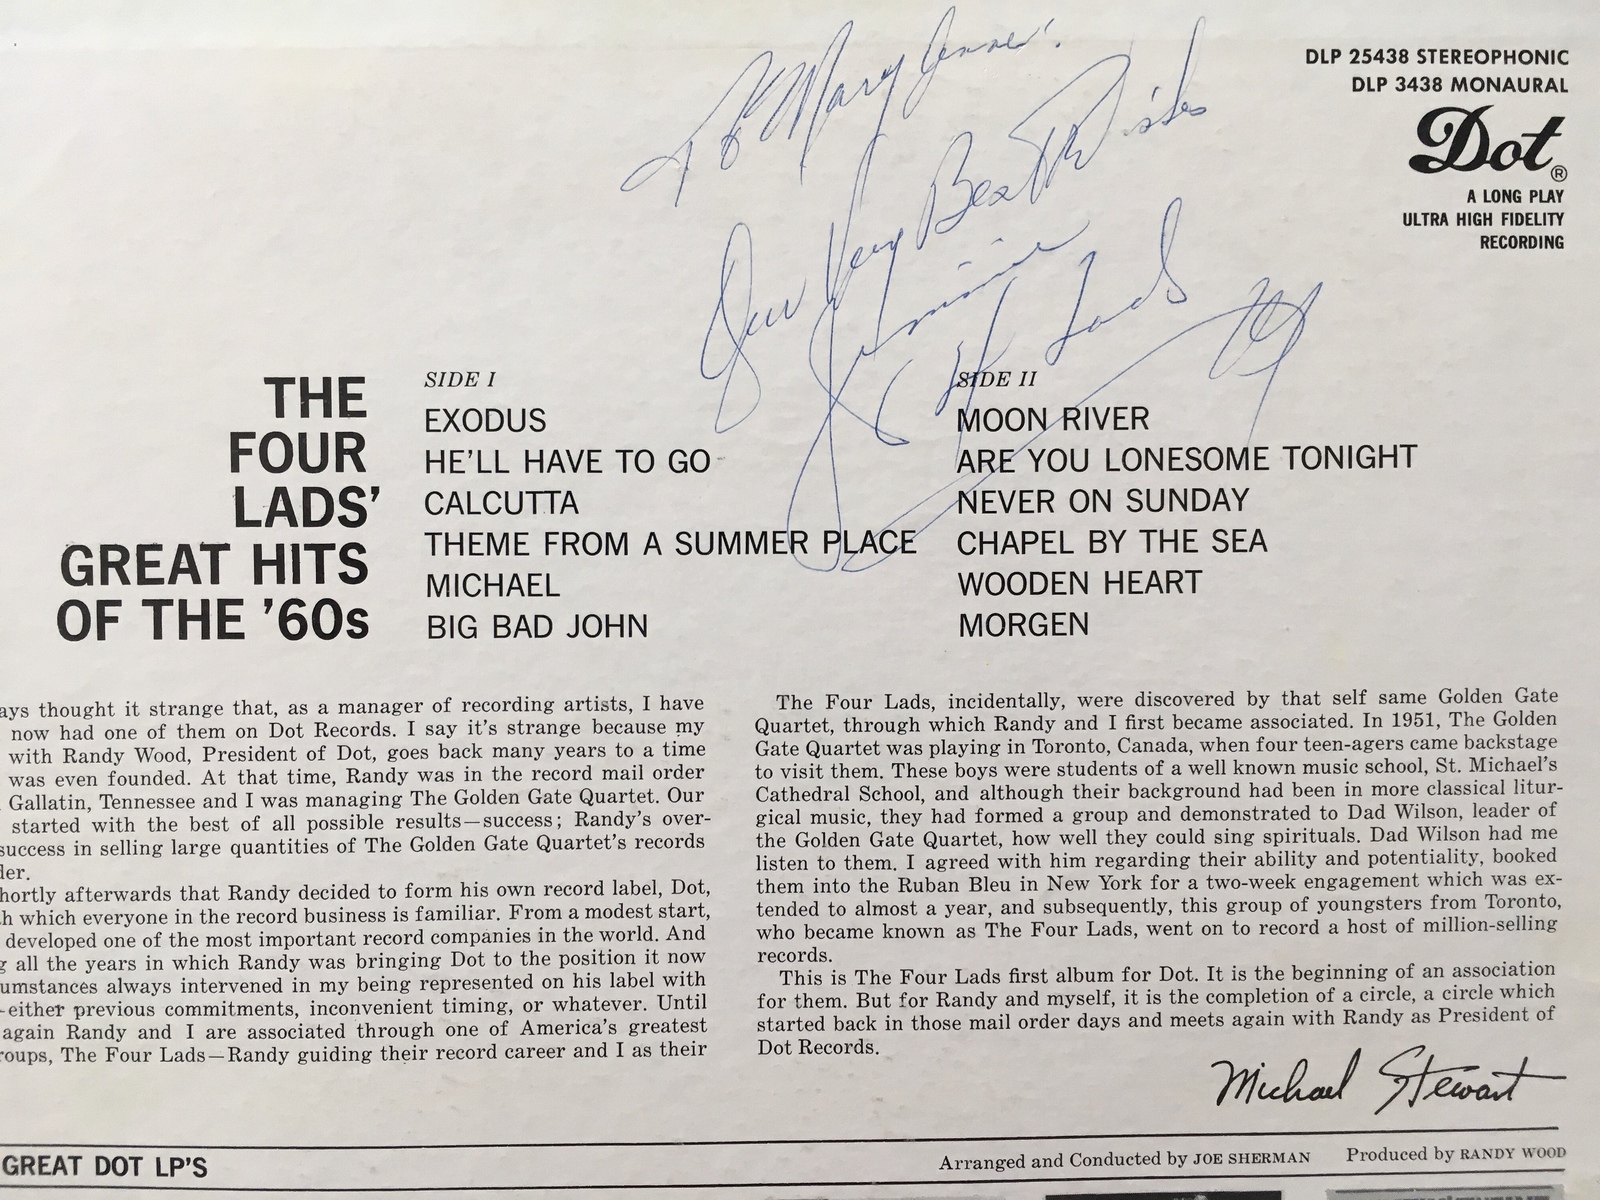 To Mary Anne:
Our Very Best Wishes
Jimmie
4 Lads
DLP 25438 STEREOPHONIC
DLP 3438 MONAURAL
Dot®
A LONG PLAY
ULTRA HIGH FIDELITY
RECORDING
THE
FOUR
LADS'
GREAT HITS
OF THE '60s
SIDE I
EXODUS
HE'LL HAVE TO GO
CALCUTTA
THEME FROM A SUMMER PLACE
MICHAEL
BIG BAD JOHN
SIDE II
MOON RIVER
ARE YOU LONESOME TONIGHT
NEVER ON SUNDAY
CHAPEL BY THE SEA
WOODEN HEART
MORGEN
ays thought it strange that, as a manager of recording artists, I have
now had one of them on Dot Records. I say it's strange because my
with Randy Wood, President of Dot, goes back many years to a time
was even founded. At that time, Randy was in the record mail order
Gallatin, Tennessee and I was managing The Golden Gate Quartet. Our
started with the best of all possible results—success; Randy's over-
success in selling large quantities of The Golden Gate Quartet's records
der.
hortly afterwards that Randy decided to form his own record label, Dot,
h which everyone in the record business is familiar. From a modest start,
developed one of the most important record companies in the world. And
g all the years in which Randy was bringing Dot to the position it now
umstances always intervened in my being represented on his label with
-either previous commitments, inconvenient timing, or whatever. Until
again Randy and I are associated through one of America's greatest
roups, The Four Lads—Randy guiding their record career and I as their
The Four Lads, incidentally, were discovered by that self same Golden Gate
Quartet, through which Randy and I first became associated. In 1951, The Golden
Gate Quartet was playing in Toronto, Canada, when four teen-agers came backstage
to visit them. These boys were students of a well known music school, St. Michael's
Cathedral School, and although their background had been in more classical litur-
gical music, they had formed a group and demonstrated to Dad Wilson, leader of
the Golden Gate Quartet, how well they could sing spirituals. Dad Wilson had me
listen to them. I agreed with him regarding their ability and potentiality, booked
them into the Ruban Bleu in New York for a two-week engagement which was ex-
tended to almost a year, and subsequently, this group of youngsters from Toronto,
who became known as The Four Lads, went on to record a host of million-selling
records.
This is The Four Lads first album for Dot. It is the beginning of an association
for them. But for Randy and myself, it is the completion of a circle, a circle which
started back in those mail order days and meets again with Randy as President of
Dot Records.
Michael Stewart
GREAT DOT LP'S
Arranged and Conducted by JOE SHERMAN
Produced by RANDY WOOD